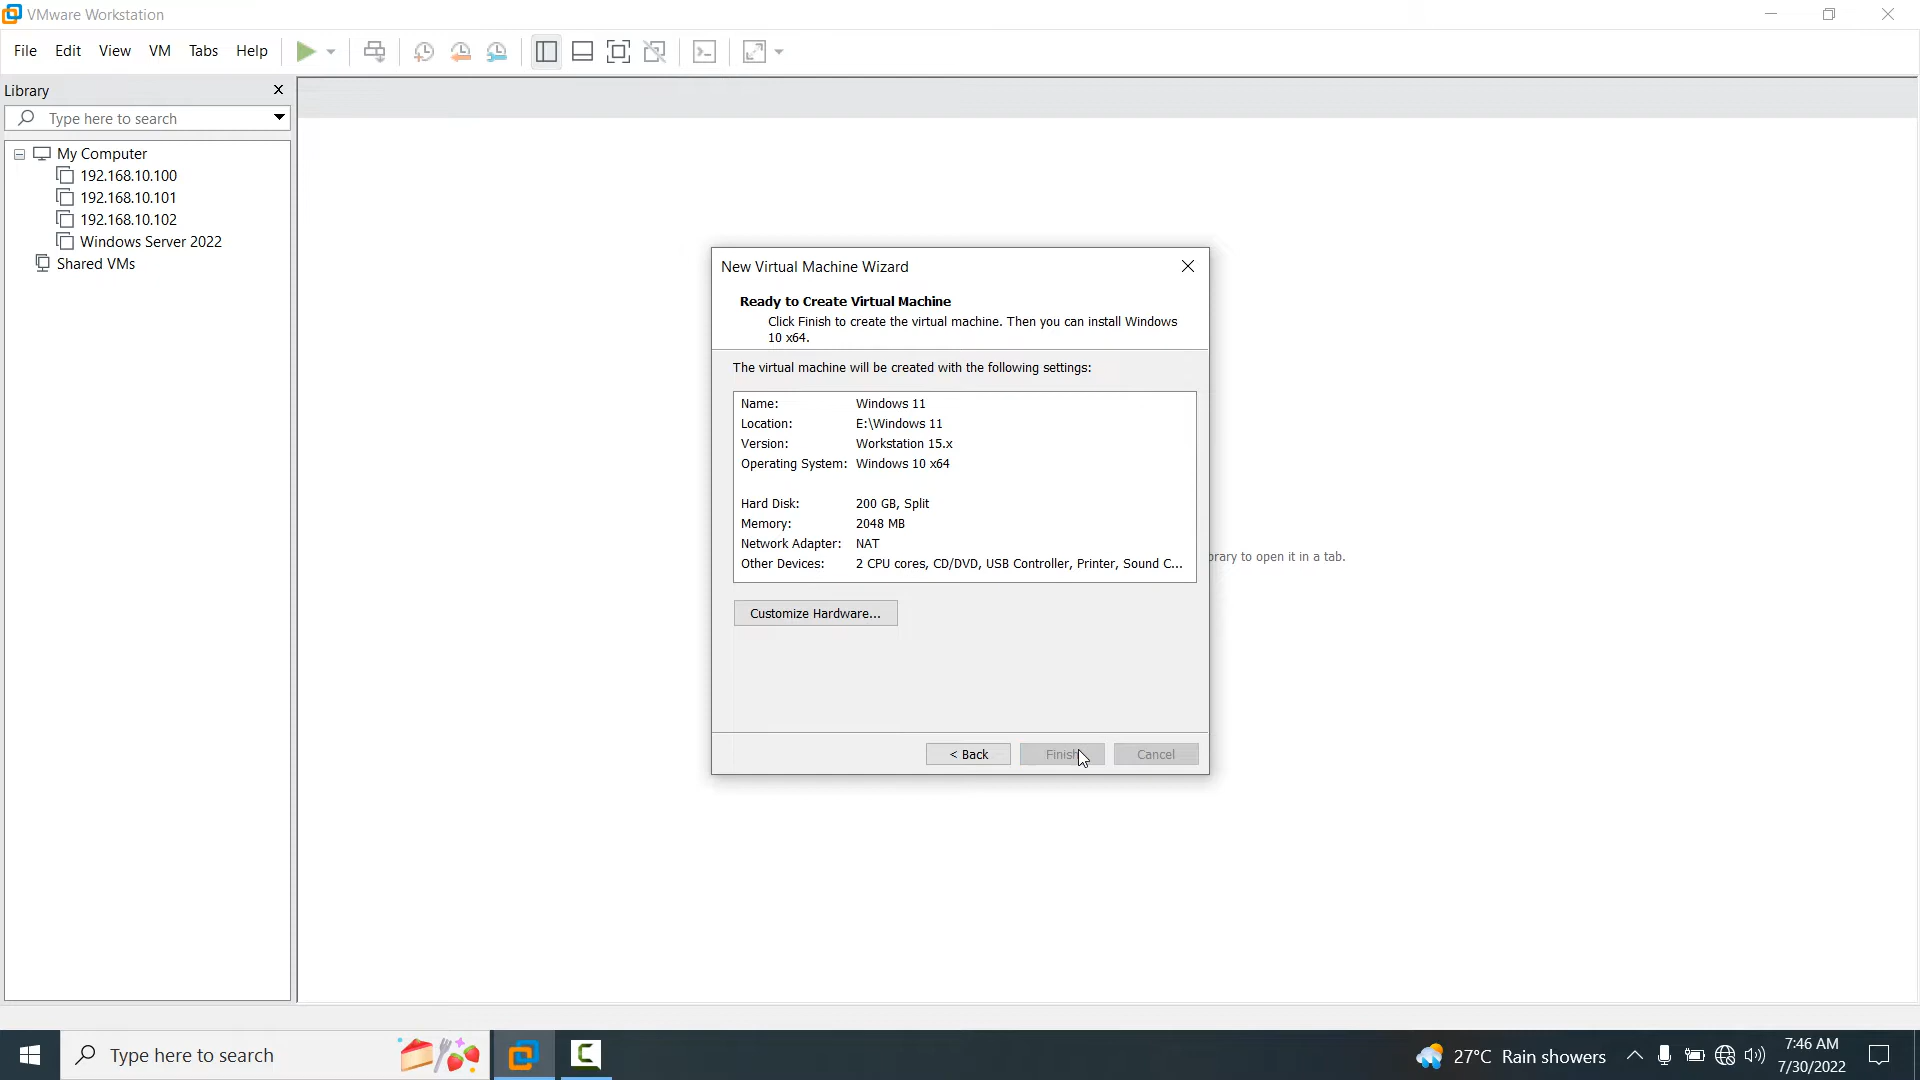 VMware Workstation
File Edit View VM Tabs Help
Library
Type here to search
My Computer
192.168.10.100
192.168.10.101
192.168.10.102
Windows Server 2022
Shared VMs
New Virtual Machine Wizard
Ready to Create Virtual Machine
Click Finish to create the virtual machine. Then you can install Windows
10 x64.
The virtual machine will be created with the following settings:
Name: Windows 11
Location: E:\Windows 11
Version: Workstation 15.x
Operating System: Windows 10 x64
Hard Disk: 200 GB, Split
Memory: 2048 MB
Network Adapter: NAT
Other Devices: 2 CPU cores, CD/DVD, USB Controller, Printer, Sound C...
brary to open it in a tab.
Customize Hardware...
< Back Finish Cancel
Type here to search
27°C Rain showers
7:46 AM
7/30/2022